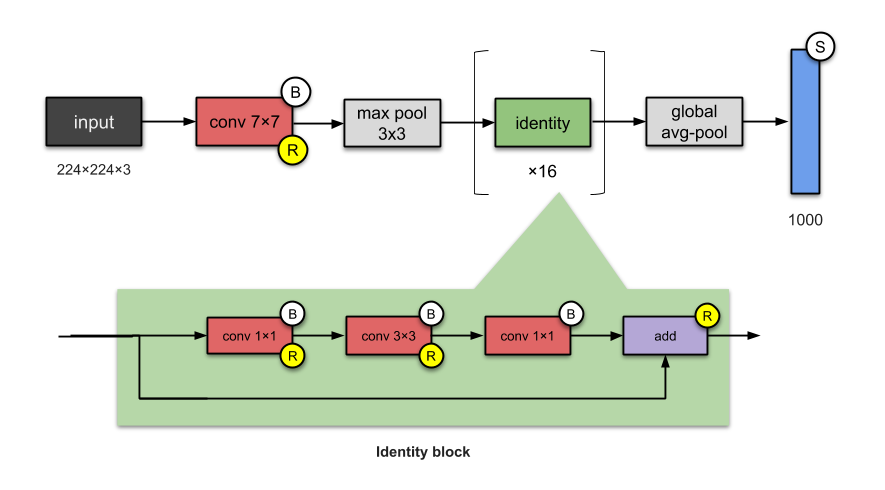 S
B
input
conv 7×7
max pool
3x3
identity
global
avg-pool
R
224×224×3
×16
1000
B
B
B
R
conv 1×1
conv 3×3
conv 1×1
add
R
R
Identity block